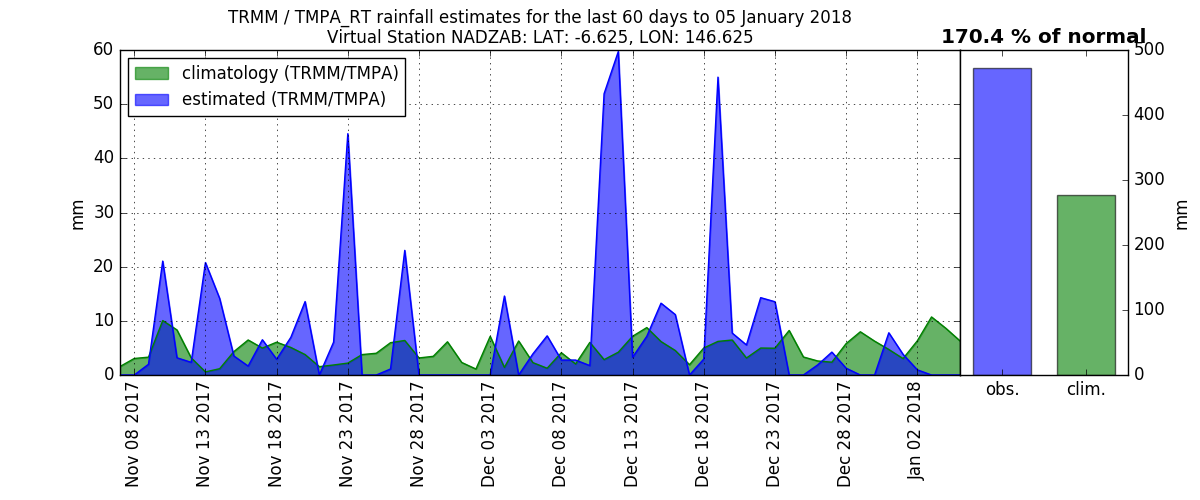 TRMM / TMPA_RT rainfall estimates for the last 60 days to 05 January 2018
Virtual Station NADZAB: LAT: -6.625, LON: 146.625
170.4 % of normal
climatology (TRMM/TMPA)
estimated (TRMM/TMPA)
60
50
40
30
20
10
0
mm
Nov 08 2017
Nov 13 2017
Nov 18 2017
Nov 23 2017
Nov 28 2017
Dec 03 2017
Dec 08 2017
Dec 13 2017
Dec 18 2017
Dec 23 2017
Dec 28 2017
Jan 02 2018
obs.
clim.
500
400
300
200
100
0
mm